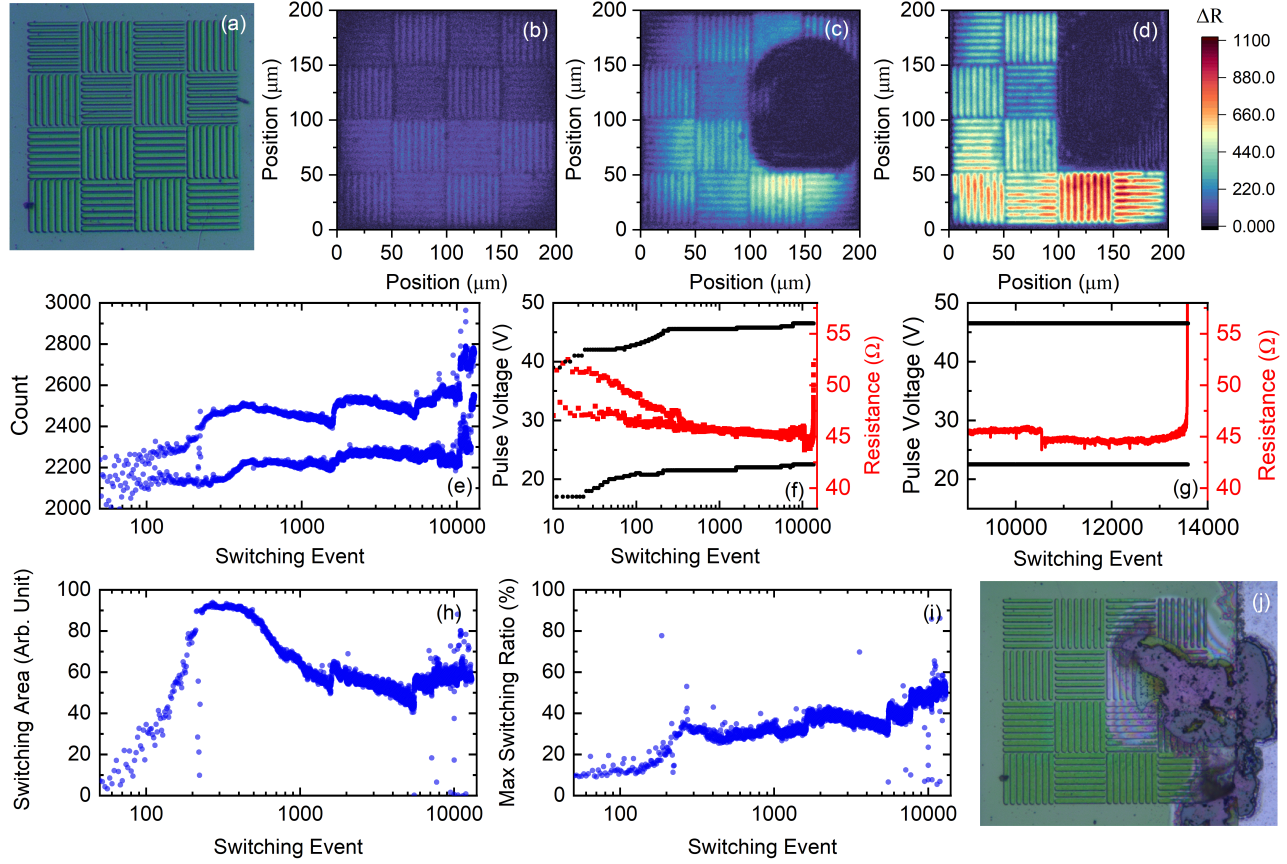 (a)
(b)
(c)
(d)
ΔR
1100
880.0
660.0
440.0
220.0
0.000
Position (μm)
200
150
100
50
0
0 50 100 150 200
Position (μm)
Position (μm)
200
150
100
50
0
0 50 100 150 200
Position (μm)
Position (μm)
200
150
100
50
0
0 50 100 150 200
Position (μm)
Count
3000
2800
2600
2400
2200
2000
(e)
100 1000 10000
Switching Event
Pulse Voltage (V)
50
40
30
20
(f)
55
50
45
40
Resistance (Ω)
10 100 1000 10000
Switching Event
Pulse Voltage (V)
50
40
30
20
(g)
55
50
45
40
Resistance (Ω)
10000 12000 14000
Switching Event
Switching Area (Arb. Unit)
100
80
60
40
20
0
(h)
100 1000 10000
Switching Event
Max Switching Ratio (%)
100
80
60
40
20
0
(i)
100 1000 10000
Switching Event
(j)